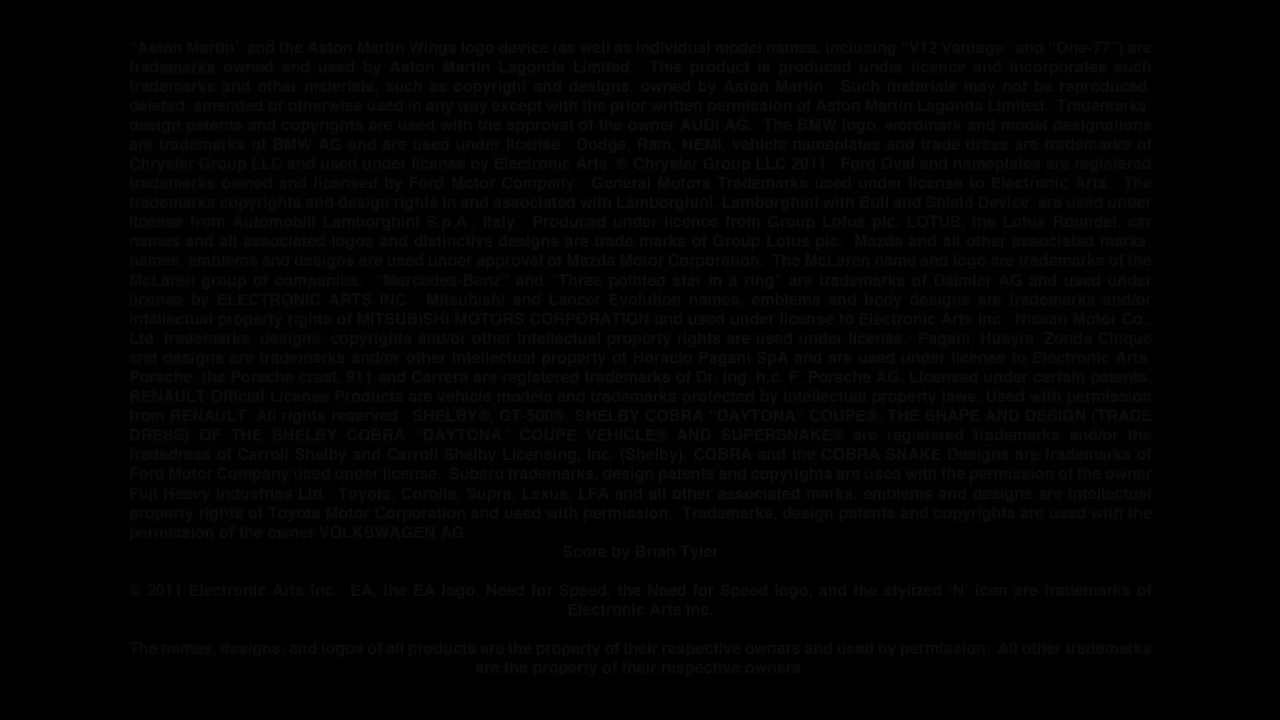 "Aston Martin" and the Aston Martin Wings logo device (as well as individual model names, including "V12 Vantage" and "One-77") are
trademarks owned and used by Aston Martin Lagonda Limited. This product is produced under licence and incorporates such
trademarks and other materials, such as copyright and designs, owned by Aston Martin. Such materials may not be reproduced,
deleted, amended or otherwise used in any way except with the prior written permission of Aston Martin Lagonda Limited. Trademarks,
design patents and copyrights are used with the approval of the owner AUDI AG. The BMW logo, wordmark and model designations
are trademarks of BMW AG and are used under license. Dodge, Ram, HEMI, vehicle nameplates and trade dress are trademarks of
Chrysler Group LLC and used under license by Electronic Arts. © Chrysler Group LLC 2011. Ford Oval and nameplates are registered
trademarks owned and licensed by Ford Motor Company. General Motors Trademarks used under license to Electronic Arts. The
trademarks copyrights and design rights in and associated with Lamborghini, Lamborghini with Bull and Shield Device, are used under
license from Automobili Lamborghini S.p.A., Italy. Produced under licence from Group Lotus plc. LOTUS, the Lotus Roundel, car
names and all associated logos and distinctive designs are trade marks of Group Lotus plc. Mazda and all other associated marks,
names, emblems and designs are used under approval of Mazda Motor Corporation. The McLaren name and logo are trademarks of the
McLaren group of companies. "Mercedes-Benz" and "Three pointed star in a ring" are trademarks of Daimler AG and used under
license by ELECTRONIC ARTS INC. Mitsubishi and Lancer Evolution names, emblems and body designs are trademarks and/or
intellectual property rights of MITSUBISHI MOTORS CORPORATION and used under license to Electronic Arts Inc. Nissan Motor Co.,
Ltd. trademarks, designs, copyrights and/or other intellectual property rights are used under license. Pagani, Huayra, Zonda Cinque
and designs are trademarks and/or other intellectual property of Horacio Pagani SpA and are used under license to Electronic Arts.
Porsche, the Porsche crest, 911 and Carrera are registered trademarks of Dr. Ing. h.c. F. Porsche AG. Licensed under certain patents.
RENAULT Official License Products are vehicle models and trademarks protected by intellectual property laws. Used with permission
from RENAULT. All rights reserved. SHELBY®, GT-500®, SHELBY COBRA "DAYTONA" COUPE®, THE SHAPE AND DESIGN (TRADE
DRESS) OF THE SHELBY COBRA "DAYTONA" COUPE VEHICLE® AND SUPERSNAKE® are registered trademarks and/or the
tradedress of Carroll Shelby and Carroll Shelby Licensing, Inc. (Shelby). COBRA and the COBRA SNAKE Designs are trademarks of
Ford Motor Company used under license. Subaru trademarks, design patents and copyrights are used with the permission of the owner
Fuji Heavy Industries Ltd. Toyota, Corolla, Supra, Lexus, LFA and all other associated marks, emblems and designs are intellectual
property rights of Toyota Motor Corporation and used with permission. Trademarks, design patents and copyrights are used with the
permission of the owner VOLKSWAGEN AG.
Score by Brian Tyler
© 2011 Electronic Arts Inc. EA, the EA logo, Need for Speed, the Need for Speed logo, and the stylized 'N' icon are trademarks of
Electronic Arts Inc.
The names, designs, and logos of all products are the property of their respective owners and used by permission. All other trademarks
are the property of their respective owners